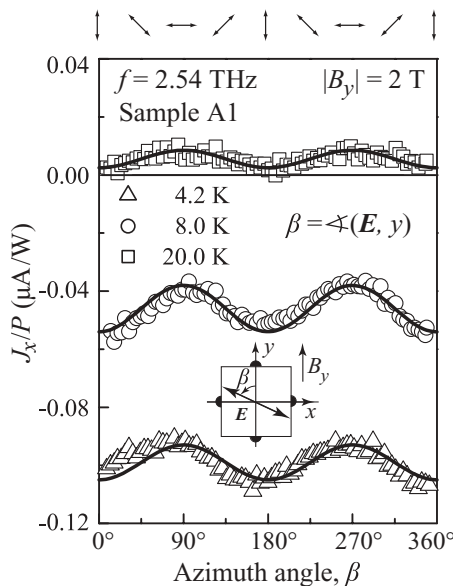 0.04
0.00
-0.04
-0.08
-0.12
J_x/P (μA/W)
f = 2.54 THz
|B_y| = 2 T
Sample A1
4.2 K
8.0 K
20.0 K
β = ∢(E, y)
y
B_y
β
E
x
0° 90° 180° 270° 360°
Azimuth angle, β